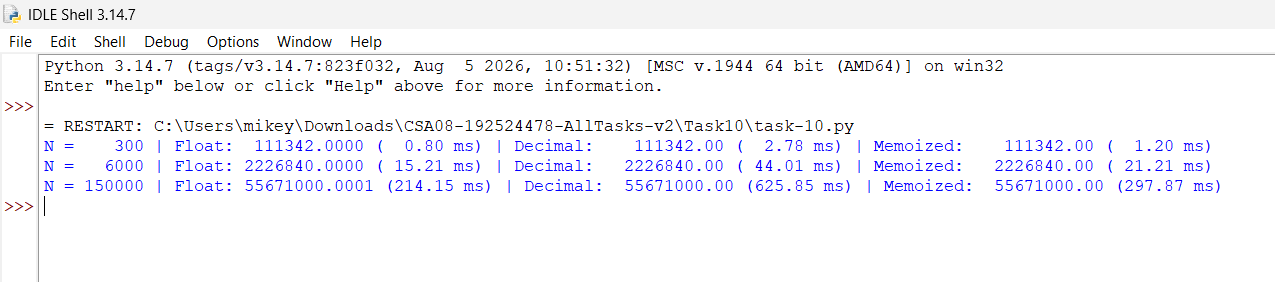 IDLE Shell 3.14.7
File Edit Shell Debug Options Window Help
Python 3.14.7 (tags/v3.14.7:823f032, Aug  5 2026, 10:51:32) [MSC v.1944 64 bit (AMD64)] on win32
Enter "help" below or click "Help" above for more information.
>>>
= RESTART: C:\Users\mikey\Downloads\CSA08-192524478-AllTasks-v2\Task10\task-10.py
N =    300 | Float:  111342.0000 (  0.80 ms) | Decimal:    111342.00 (  2.78 ms) | Memoized:    111342.00 (  1.20 ms)
N =   6000 | Float: 2226840.0000 ( 15.21 ms) | Decimal:   2226840.00 ( 44.01 ms) | Memoized:   2226840.00 ( 21.21 ms)
N = 150000 | Float: 55671000.0001 (214.15 ms) | Decimal:  55671000.00 (625.85 ms) | Memoized:  55671000.00 (297.87 ms)
>>>